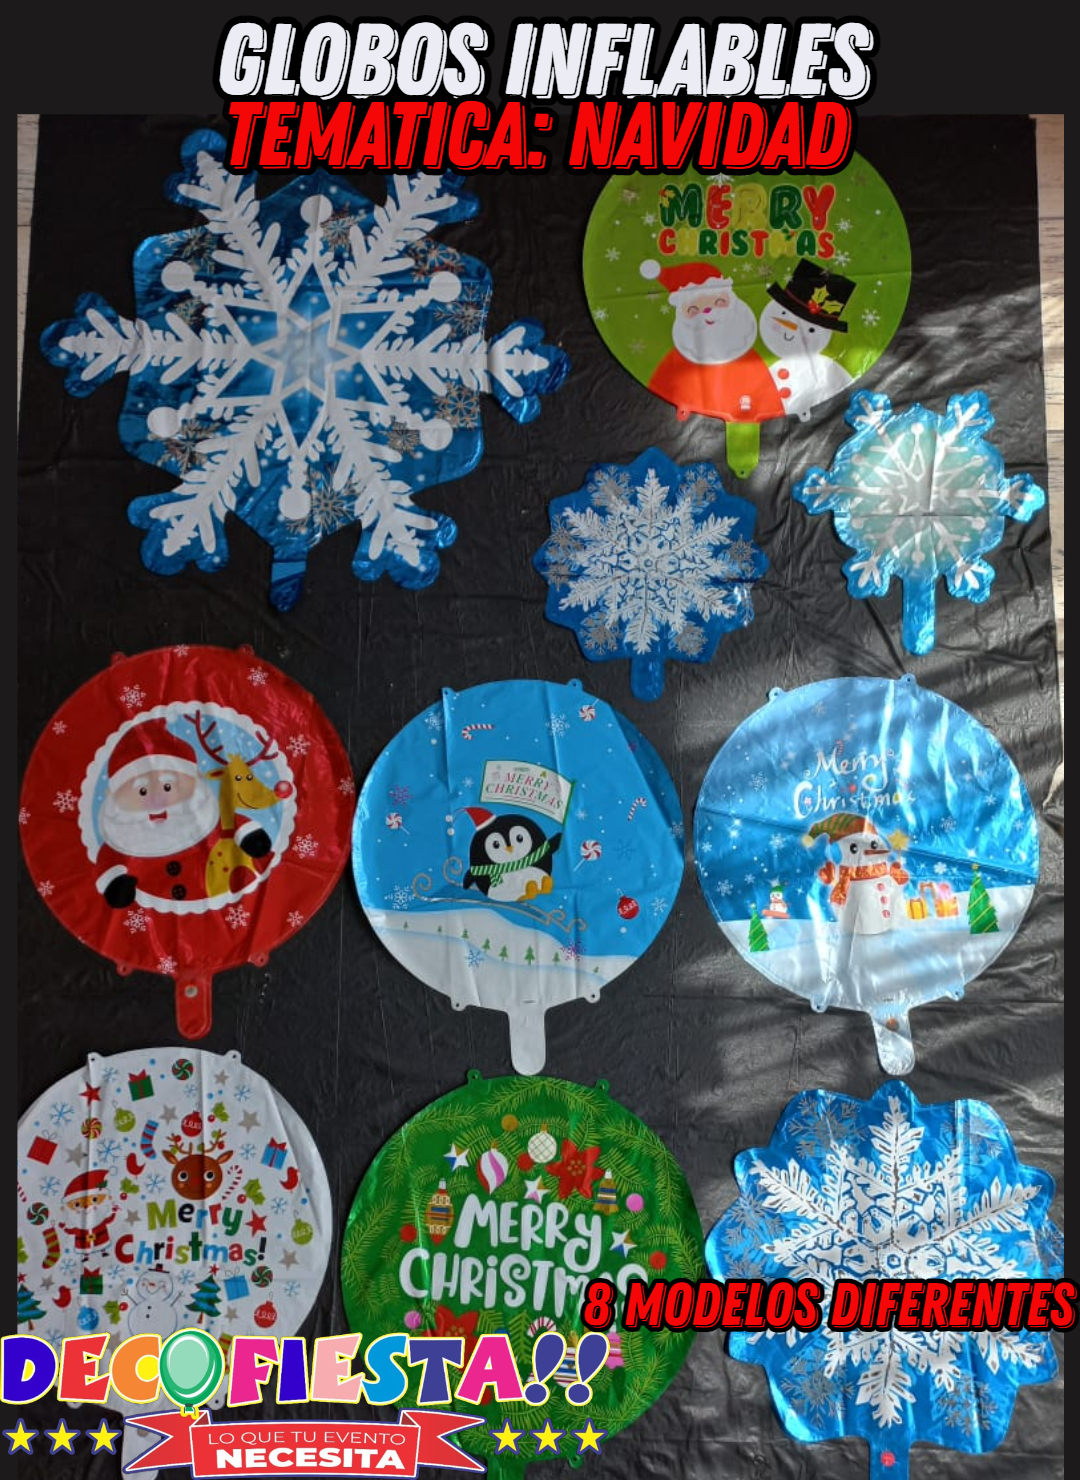 GLOBOS INFLABLES
TEMATICA: NAVIDAD
MERRY
CHRISTMAS
MERRY
CHRISTMAS
Merry
Christmas
Merry
Christmas!
MERRY
CHRISTMAS
8 MODELOS DIFERENTES
DECOFIESTA!!
LO QUE TU EVENTO
NECESITA